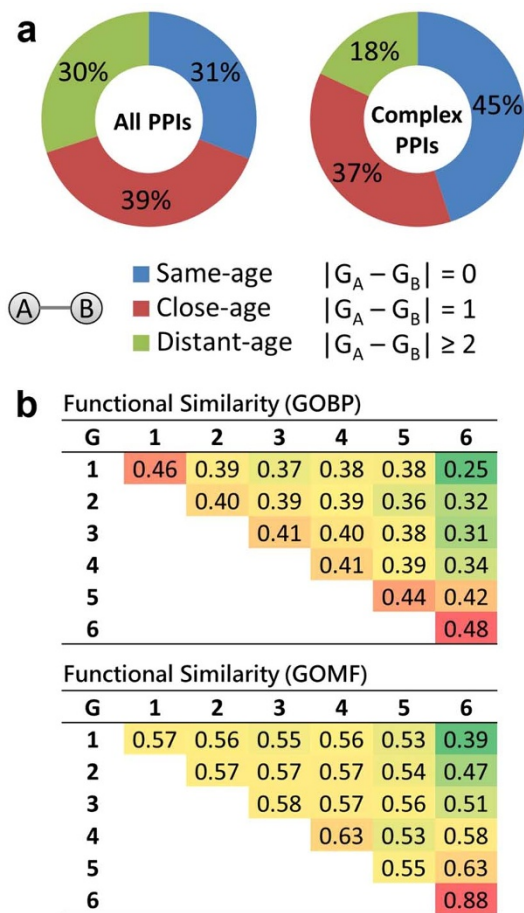 a
30% 31%
All PPIs
39%
18%
45%
Complex
PPIs
37%
A B
Same-age |G_A – G_B| = 0
Close-age |G_A – G_B| = 1
Distant-age |G_A – G_B| ≥ 2
b
Functional Similarity (GOBP)
G 1 2 3 4 5 6
1 0.46 0.39 0.37 0.38 0.38 0.25
2 0.40 0.39 0.39 0.36 0.32
3 0.41 0.40 0.38 0.31
4 0.41 0.39 0.34
5 0.44 0.42
6 0.48
Functional Similarity (GOMF)
G 1 2 3 4 5 6
1 0.57 0.56 0.55 0.56 0.53 0.39
2 0.57 0.57 0.57 0.54 0.47
3 0.58 0.57 0.56 0.51
4 0.63 0.53 0.58
5 0.55 0.63
6 0.88